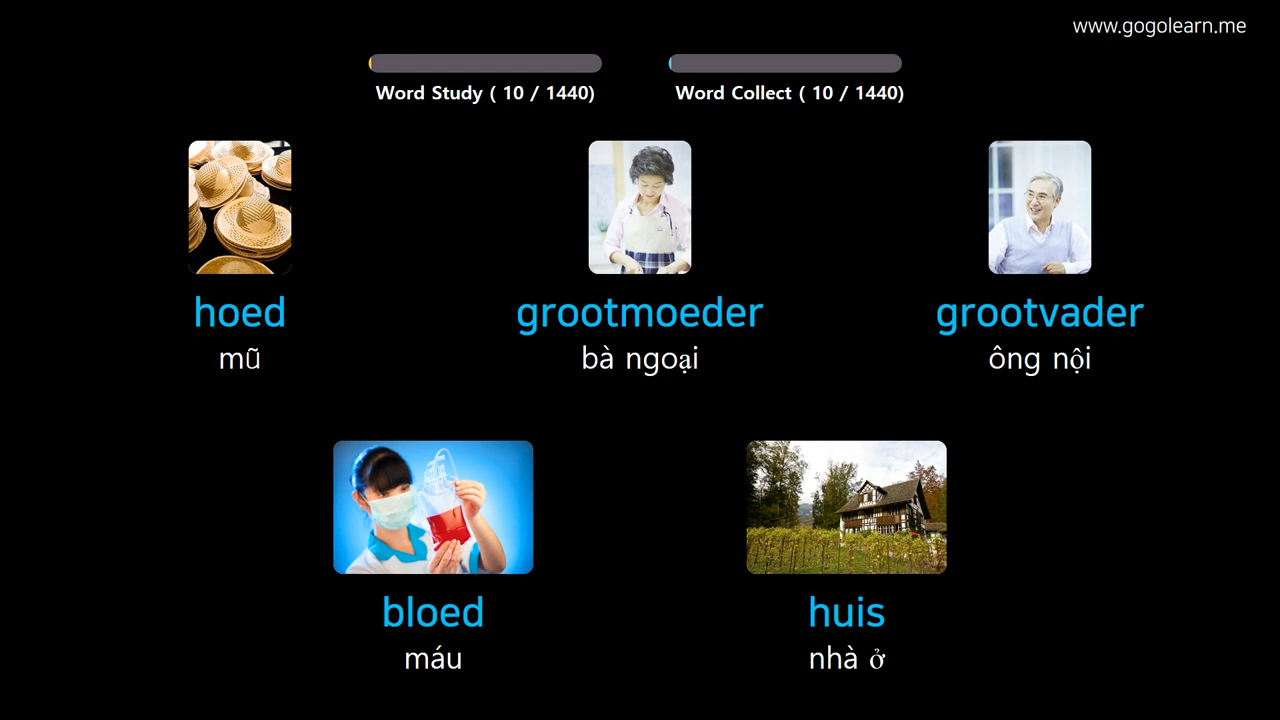 www.gogolearn.me
Word Study ( 10 / 1440)
Word Collect ( 10 / 1440)
hoed
mũ
grootmoeder
bà ngoại
grootvader
ông nội
bloed
máu
huis
nhà ở